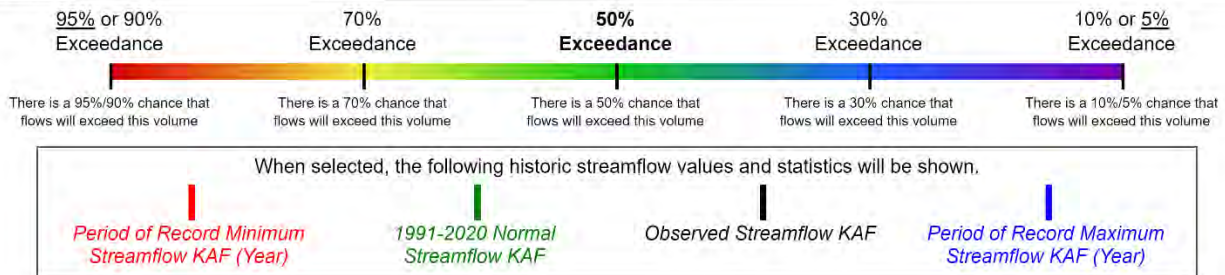 95% or 90%
Exceedance
70%
Exceedance
50%
Exceedance
30%
Exceedance
10% or 5%
Exceedance
There is a 95%/90% chance that
flows will exceed this volume
There is a 70% chance that
flows will exceed this volume
There is a 50% chance that
flows will exceed this volume
There is a 30% chance that
flows will exceed this volume
There is a 10%/5% chance that
flows will exceed this volume
When selected, the following historic streamflow values and statistics will be shown.
Period of Record Minimum
Streamflow KAF (Year)
1991-2020 Normal
Streamflow KAF
Observed Streamflow KAF
Period of Record Maximum
Streamflow KAF (Year)